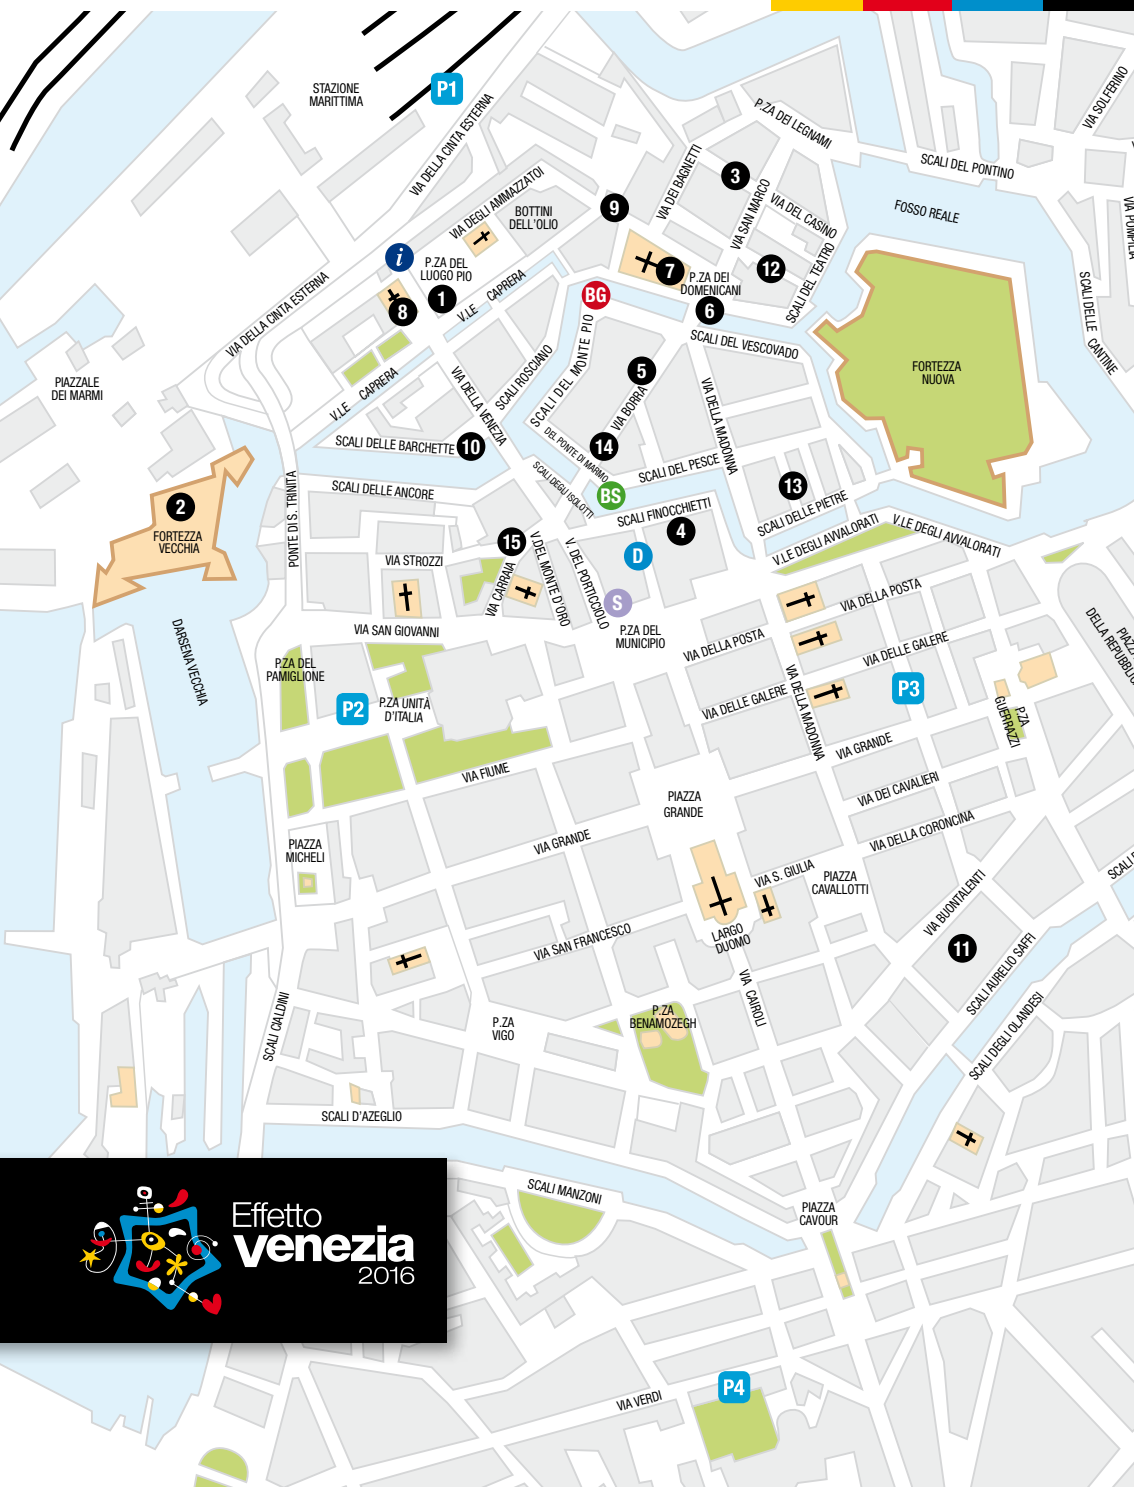 STAZIONE
MARITTIMA
P1
VIA DELLA CINTA ESTERNA
P.ZA DEI LEGNAMI
VIA SOLFERINO
SCALI DEL PONTINO
VIA DEI BAGNETTI
3
VIA SAN MARCO
VIA DEL CASINO
FOSSO REALE
VIA POMPILIA
VIA DEGLI AMMAZZATOI
BOTTINI
DELL'OLIO
9
i
P.ZA DEL
LUOGO PIO
1
8
7
P.ZA DEI
DOMENICANI
12
SCALI DEL TEATRO
BG
6
V.LE CAPRERA
VIA DELLA CINTA ESTERNA
SCALI DEL VESCOVADO
SCALI DELLE CANTINE
FORTEZZA
NUOVA
PIAZZALE
DEI MARMI
V.LE CAPRERA
VIA DELLA VENEZIA
SCALI ROSCIANO
SCALI DEL MONTE PIO
5
VIA BORRA
VIA DELLA MADONNA
SCALI DELLE BARCHETTE
10
DEL PONTE DI MARMO
14
SCALI DEL PESCE
SCALI DEGLI ISOLOTTI
BS
SCALI DELLE ANCORE
PONTE DI S. TRINITA
2
FORTEZZA
VECCHIA
SCALI FINOCCHIETTI
4
13
SCALI DELLE PIETRE
V.LE DEGLI AVVALORATI
V.LE DEGLI AVVALORATI
15
VIA STROZZI
VIA CARRAIA
V.DEL MONTE D'ORO
V. DEL PORTICCIOLO
D
S
P.ZA DEL
MUNICIPIO
VIA SAN GIOVANNI
VIA DELLA POSTA
VIA DELLA POSTA
VIA DELLE GALERE
VIA DELLE GALERE
DARSENA VECCHIA
P.ZA DEL
PAMIGLIONE
P2
P.ZA UNITÀ
D'ITALIA
VIA DELLA MADONNA
P3
P.ZA
GUERRAZZI
DELLA REPUBBLIC
VIA GRANDE
VIA FIUME
VIA DEI CAVALIERI
PIAZZA
GRANDE
VIA DELLA CORONCINA
VIA GRANDE
PIAZZA
MICHELI
VIA S. GIULIA
PIAZZA
CAVALLOTTI
VIA BUONTALENTI
11
VIA SAN FRANCESCO
LARGO
DUOMO
SCALI AURELIO SAFFI
SCALI DEGLI OLANDESI
VIA CAIROLI
P.ZA
BENAMOZEGH
P.ZA
VIGO
SCALI CIALDINI
SCALI D'AZEGLIO
SCALI MANZONI
PIAZZA
CAVOUR
Effetto
venezia
2016
P4
VIA VERDI